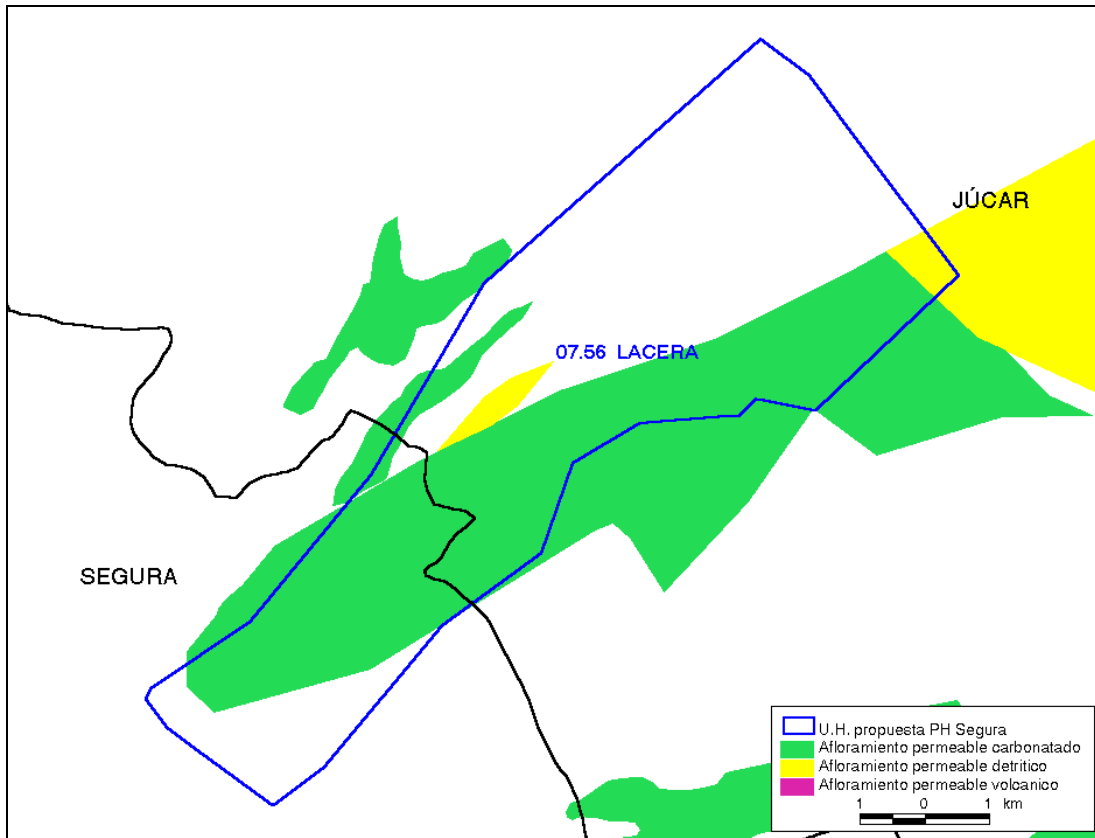 JÚCAR
07.56 LACERA
SEGURA
U.H. propuesta PH Segura
Afloramiento permeable carbonatado
Afloramiento permeable detrítico
Afloramiento permeable volcanico
1 0 1 km